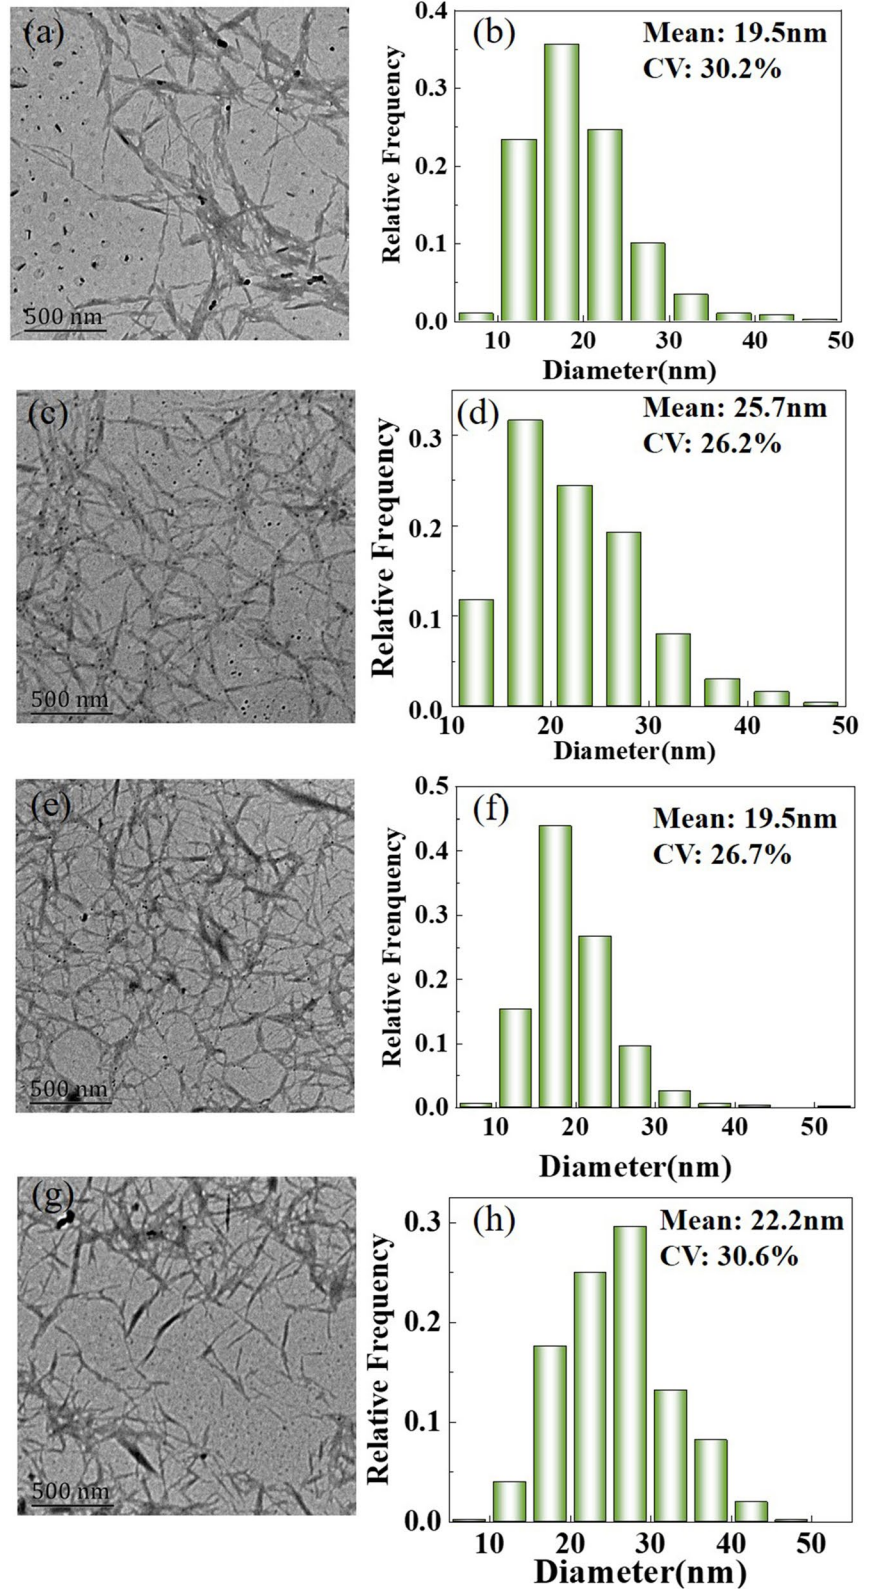 (a)
500 nm
(b)
Mean: 19.5nm
CV: 30.2%
Relative Frequency
0.4
0.3
0.2
0.1
0.0
10 20 30 40 50
Diameter(nm)
(c)
500 nm
(d)
Mean: 25.7nm
CV: 26.2%
Relative Frequency
0.3
0.2
0.1
0.0
10 20 30 40 50
Diameter(nm)
(e)
500 nm
(f)
Mean: 19.5nm
CV: 26.7%
Relative Frenquency
0.5
0.4
0.3
0.2
0.1
0.0
10 20 30 40 50
Diameter(nm)
(g)
500 nm
(h)
Mean: 22.2nm
CV: 30.6%
Relative Frequency
0.3
0.2
0.1
0.0
10 20 30 40 50
Diameter(nm)